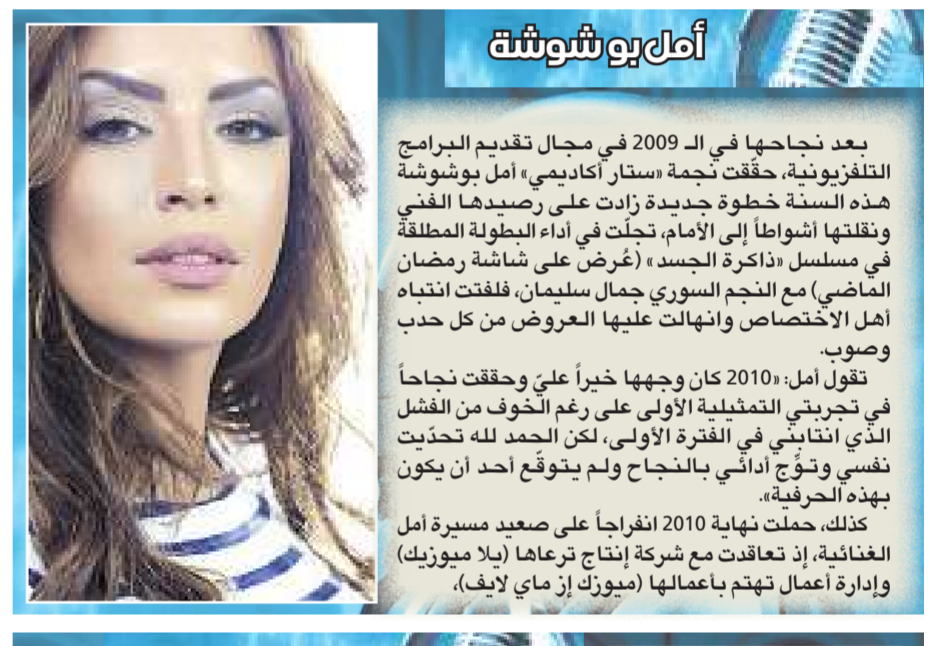 أمل بوشوشة
بعد نجاحها في الـ 2009 في مجال تقديم البرامج
التلفزيونية، حقّقت نجمة «ستار أكاديمي» أمل بوشوشة
هذه السنة خطوة جديدة زادت على رصيدها الفني
ونقلتها أشواطاً إلى الأمام، تجلّت في أداء البطولة المطلقة
في مسلسل «ذاكرة الجسد» (عُرض على شاشة رمضان
الماضي) مع النجم السوري جمال سليمان، فلفتت انتباه
أهل الاختصاص وانهالت عليها العروض من كل حدب
وصوب.
تقول أمل: «2010 كان وجهها خيراً عليّ وحققت نجاحاً
في تجربتي التمثيلية الأولى على رغم الخوف من الفشل
الذي انتابني في الفترة الأولى، لكن الحمد لله تحدّيت
نفسي وتوِّج أدائي بالنجاح ولم يتوقّع أحد أن يكون
بهذه الحرفية».
كذلك، حملت نهاية 2010 انفراجاً على صعيد مسيرة أمل
الغنائية، إذ تعاقدت مع شركة إنتاج ترعاها (يلا ميوزيك)
وإدارة أعمال تهتم بأعمالها (ميوزك إز ماي لايف)،